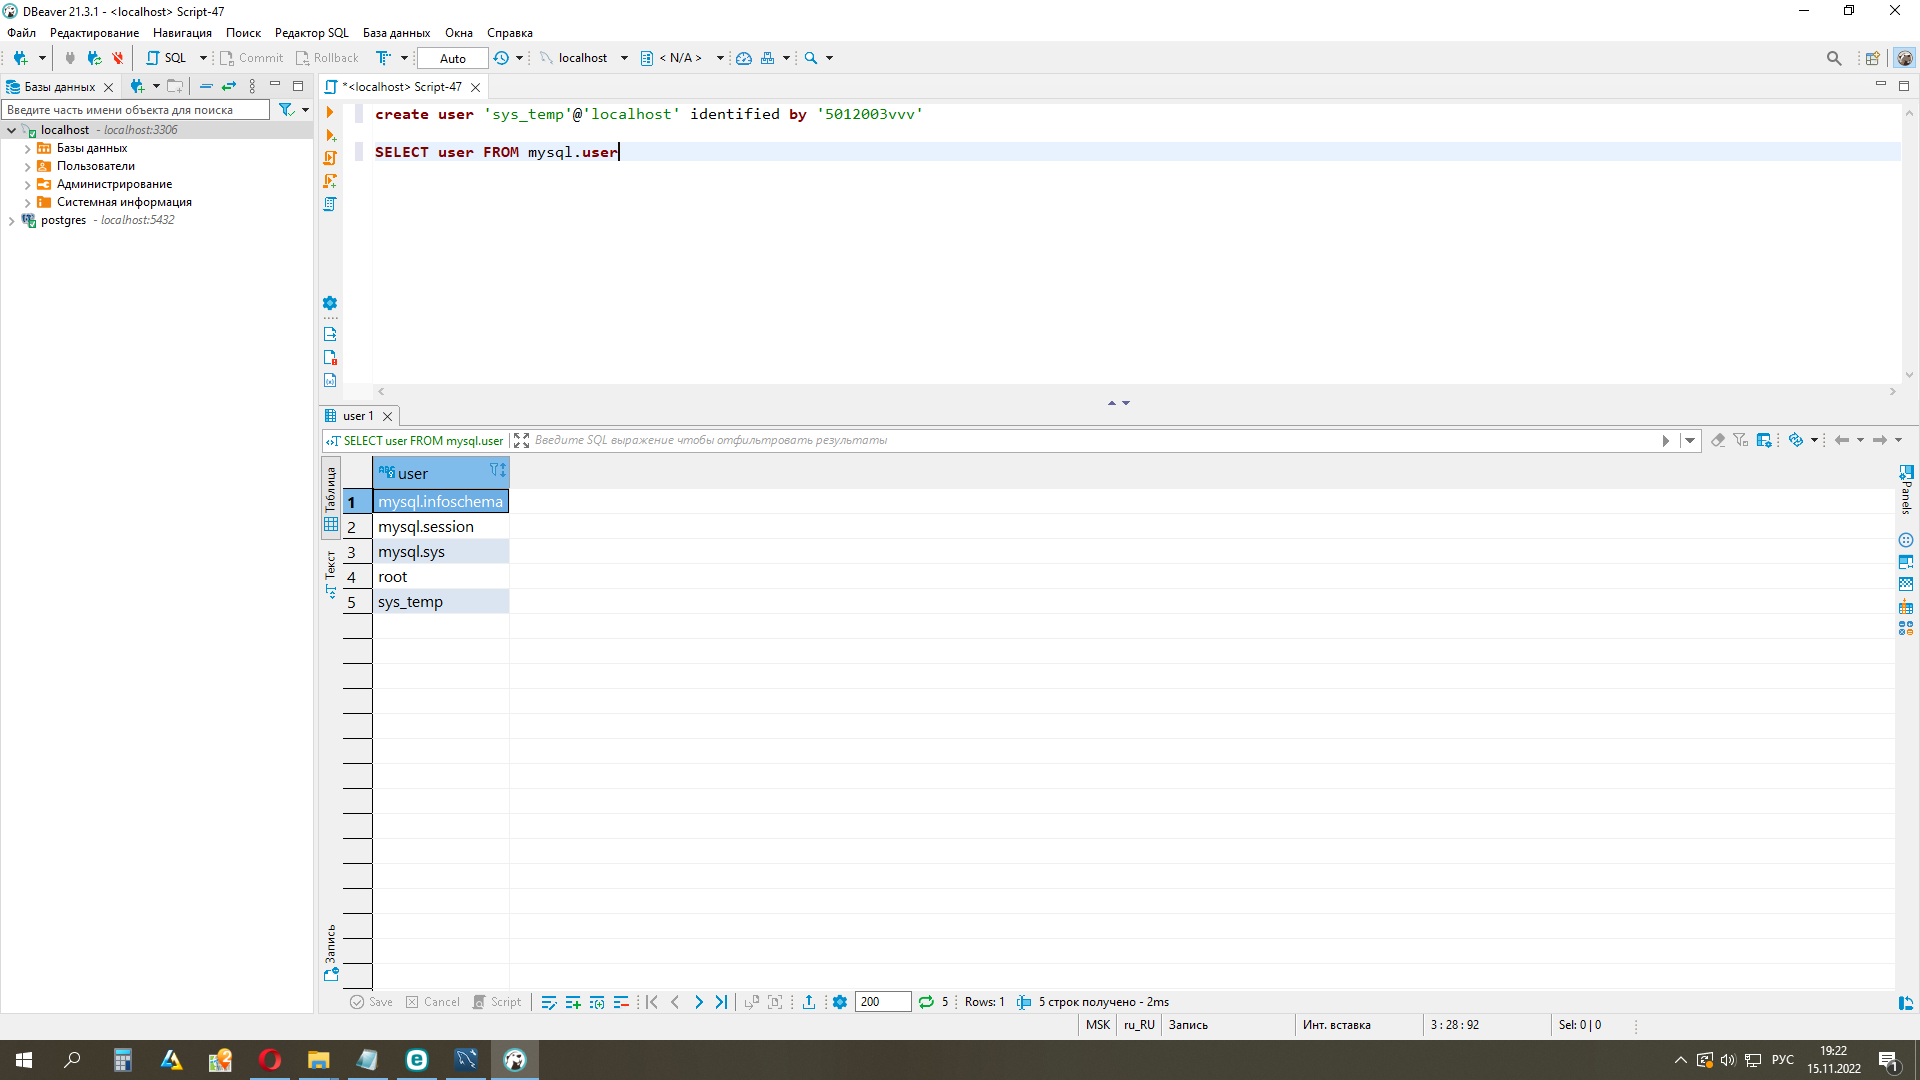 DBeaver 21.3.1 - <localhost> Script-47
Файл Редактирование Навигация Поиск Редактор SQL База данных Окна Справка
SQL Commit Rollback Auto localhost < N/A >
Базы данных
*<localhost> Script-47
Введите часть имени объекта для поиска
localhost - localhost:3306
Базы данных
Пользователи
Администрирование
Системная информация
postgres - localhost:5432
create user 'sys_temp'@'localhost' identified by '5012003vvv'
SELECT user FROM mysql.user
user 1
SELECT user FROM mysql.user
Введите SQL выражение чтобы отфильтровать результаты
Таблица
Текст
Запись
user
1 mysql.infoschema
2 mysql.session
3 mysql.sys
4 root
5 sys_temp
Panels
Save Cancel Script 200 5 Rows: 1 5 строк получено - 2ms
MSK ru_RU Запись Инт. вставка 3 : 28 : 92 Sel: 0 | 0
РУС
19:22
15.11.2022
1